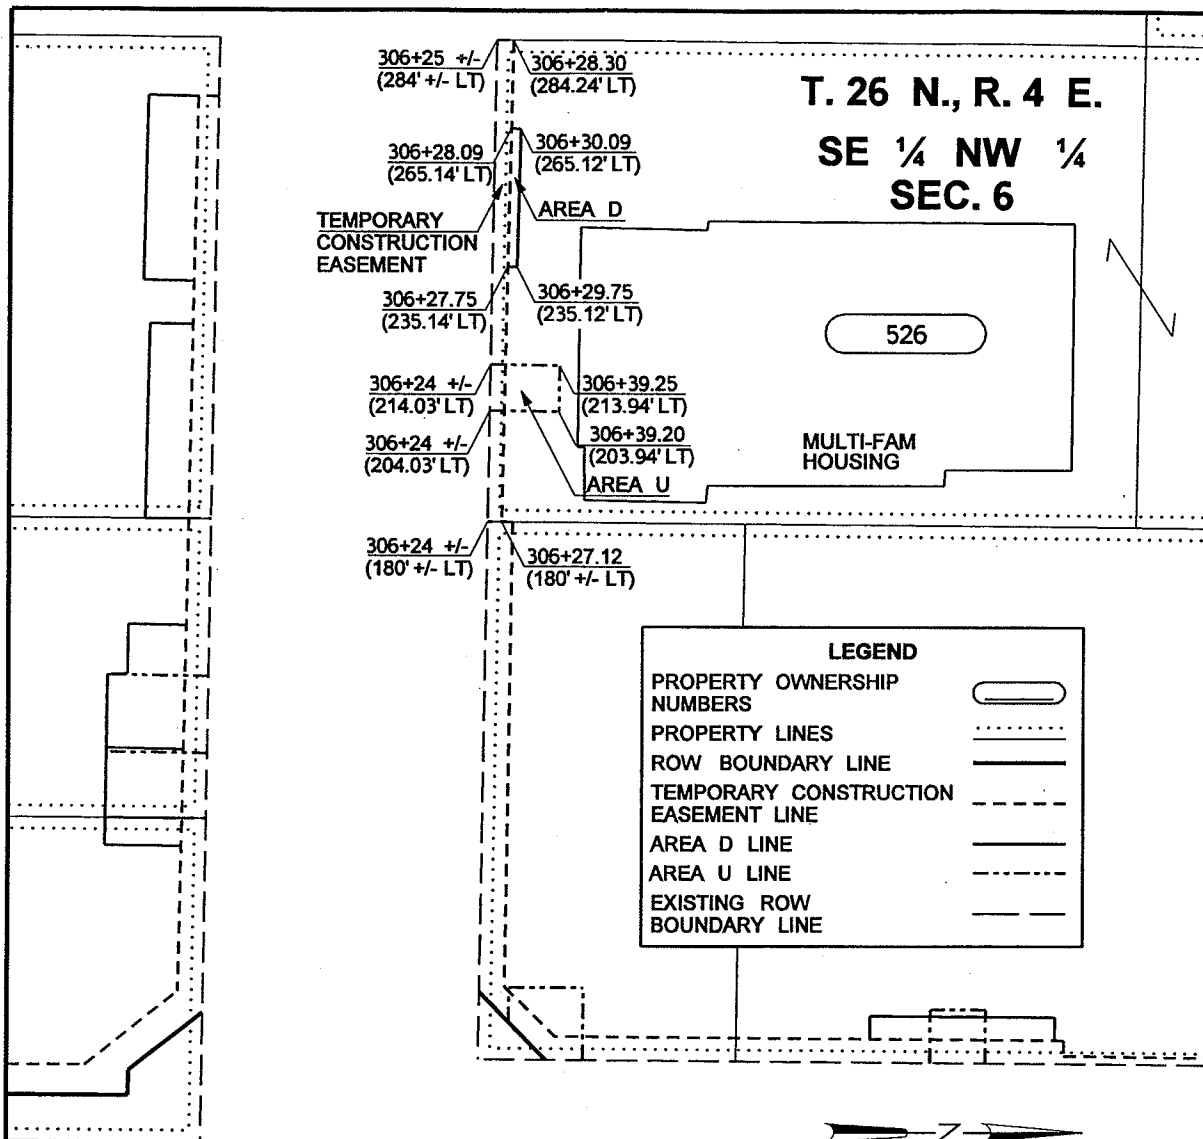 306+25 +/-
(284' +/- LT)
306+28.30
(284.24' LT)
T. 26 N., R. 4 E.
SE ¼ NW ¼
SEC. 6
306+28.09
(265.14' LT)
306+30.09
(265.12' LT)
AREA D
TEMPORARY
CONSTRUCTION
EASEMENT
306+27.75
(235.14' LT)
306+29.75
(235.12' LT)
526
306+24 +/-
(214.03' LT)
306+39.25
(213.94' LT)
306+24 +/-
(204.03' LT)
306+39.20
(203.94' LT)
AREA U
MULTI-FAM
HOUSING
306+24 +/-
(180' +/- LT)
306+27.12
(180' +/- LT)
LEGEND
PROPERTY OWNERSHIP
NUMBERS
PROPERTY LINES
ROW BOUNDARY LINE
TEMPORARY CONSTRUCTION
EASEMENT LINE
AREA D LINE
AREA U LINE
EXISTING ROW
BOUNDARY LINE
N